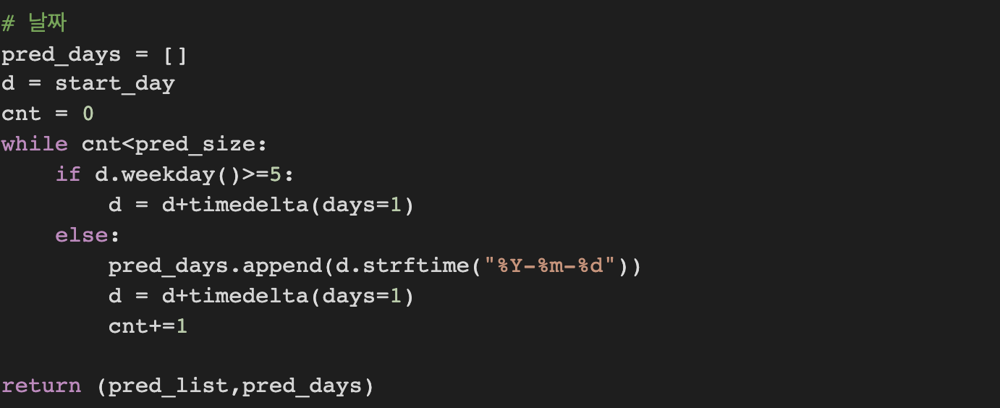 # 날짜
pred_days = []
d = start_day
cnt = 0
while cnt<pred_size:
    if d.weekday()>=5:
        d = d+timedelta(days=1)
    else:
        pred_days.append(d.strftime("%Y-%m-%d"))
        d = d+timedelta(days=1)
        cnt+=1

return (pred_list,pred_days)